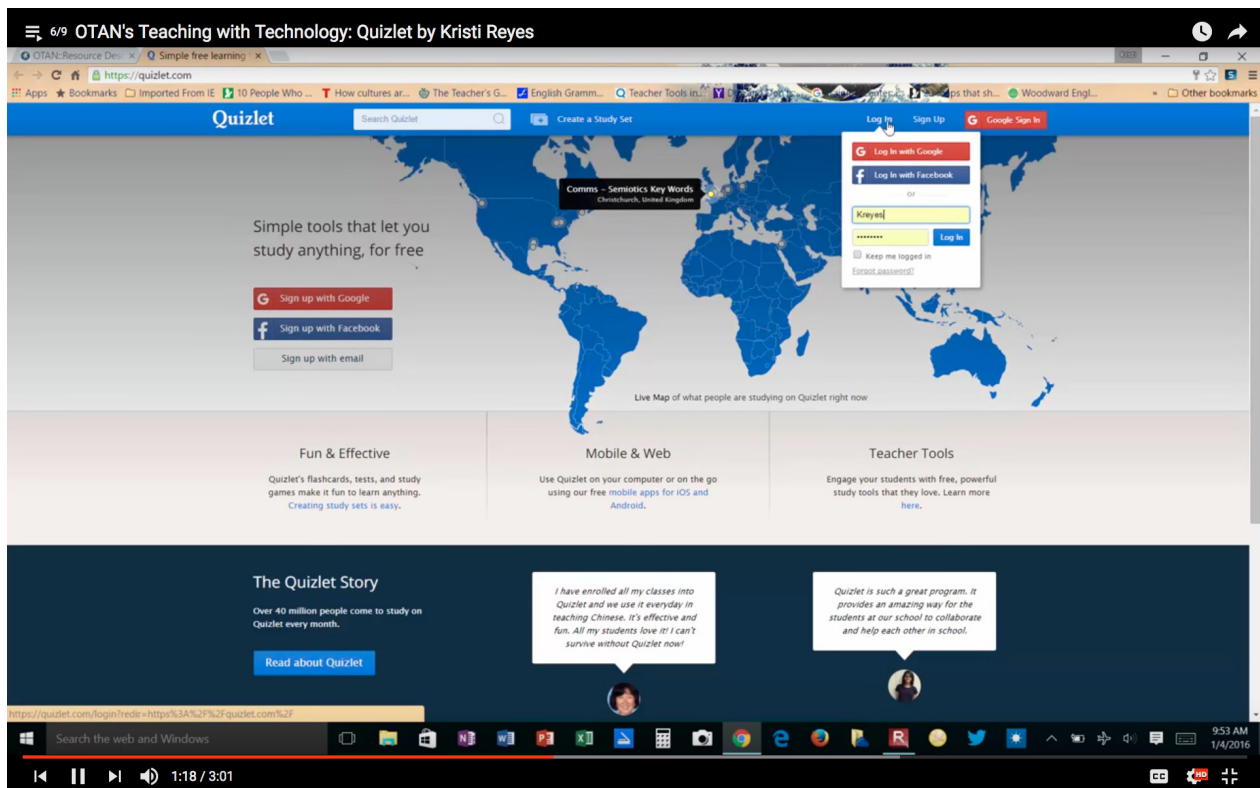 6/9 OTAN's Teaching with Technology: Quizlet by Kristi Reyes
OTAN::Resource Des
Simple free learning
https://quizlet.com
Apps
Bookmarks
Imported From IE
10 People Who ...
How cultures ar...
The Teacher's G...
English Gramm...
Teacher Tools in...
ps that sh...
Woodward Engl...
»
Other bookmarks
Quizlet
Search Quizlet
Create a Study Set
Log In
Sign Up
Google Sign In
Log In with Google
Log In with Facebook
or
Kreyes
Log In
Keep me logged in
Forgot password?
Comms – Semiotics Key Words
Christchurch, United Kingdom
Simple tools that let you
study anything, for free
Sign up with Google
Sign up with Facebook
Sign up with email
Live Map of what people are studying on Quizlet right now
Fun & Effective
Quizlet's flashcards, tests, and study
games make it fun to learn anything.
Creating study sets is easy.
Mobile & Web
Use Quizlet on your computer or on the go
using our free mobile apps for iOS and
Android.
Teacher Tools
Engage your students with free, powerful
study tools that they love. Learn more
here.
The Quizlet Story
Over 40 million people come to study on
Quizlet every month.
Read about Quizlet
I have enrolled all my classes into
Quizlet and we use it everyday in
teaching Chinese. It's effective and
fun. All my students love it! I can't
survive without Quizlet now!
Quizlet is such a great program. It
provides an amazing way for the
students at our school to collaborate
and help each other in school.
https://quizlet.com/login?redir=https%3A%2F%2Fquizlet.com%2F
Search the web and Windows
9:53 AM
1/4/2016
1:18 / 3:01
CC
HD